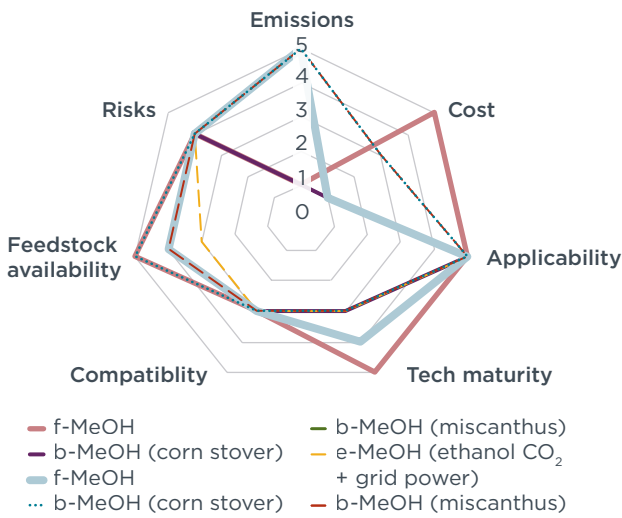 Emissions
5
4
3
2
1
0
Risks
Cost
Feedstock
availability
Applicability
Compatiblity
Tech maturity
f-MeOH
b-MeOH (corn stover)
f-MeOH
b-MeOH (corn stover)
b-MeOH (miscanthus)
e-MeOH (ethanol CO₂
+ grid power)
b-MeOH (miscanthus)